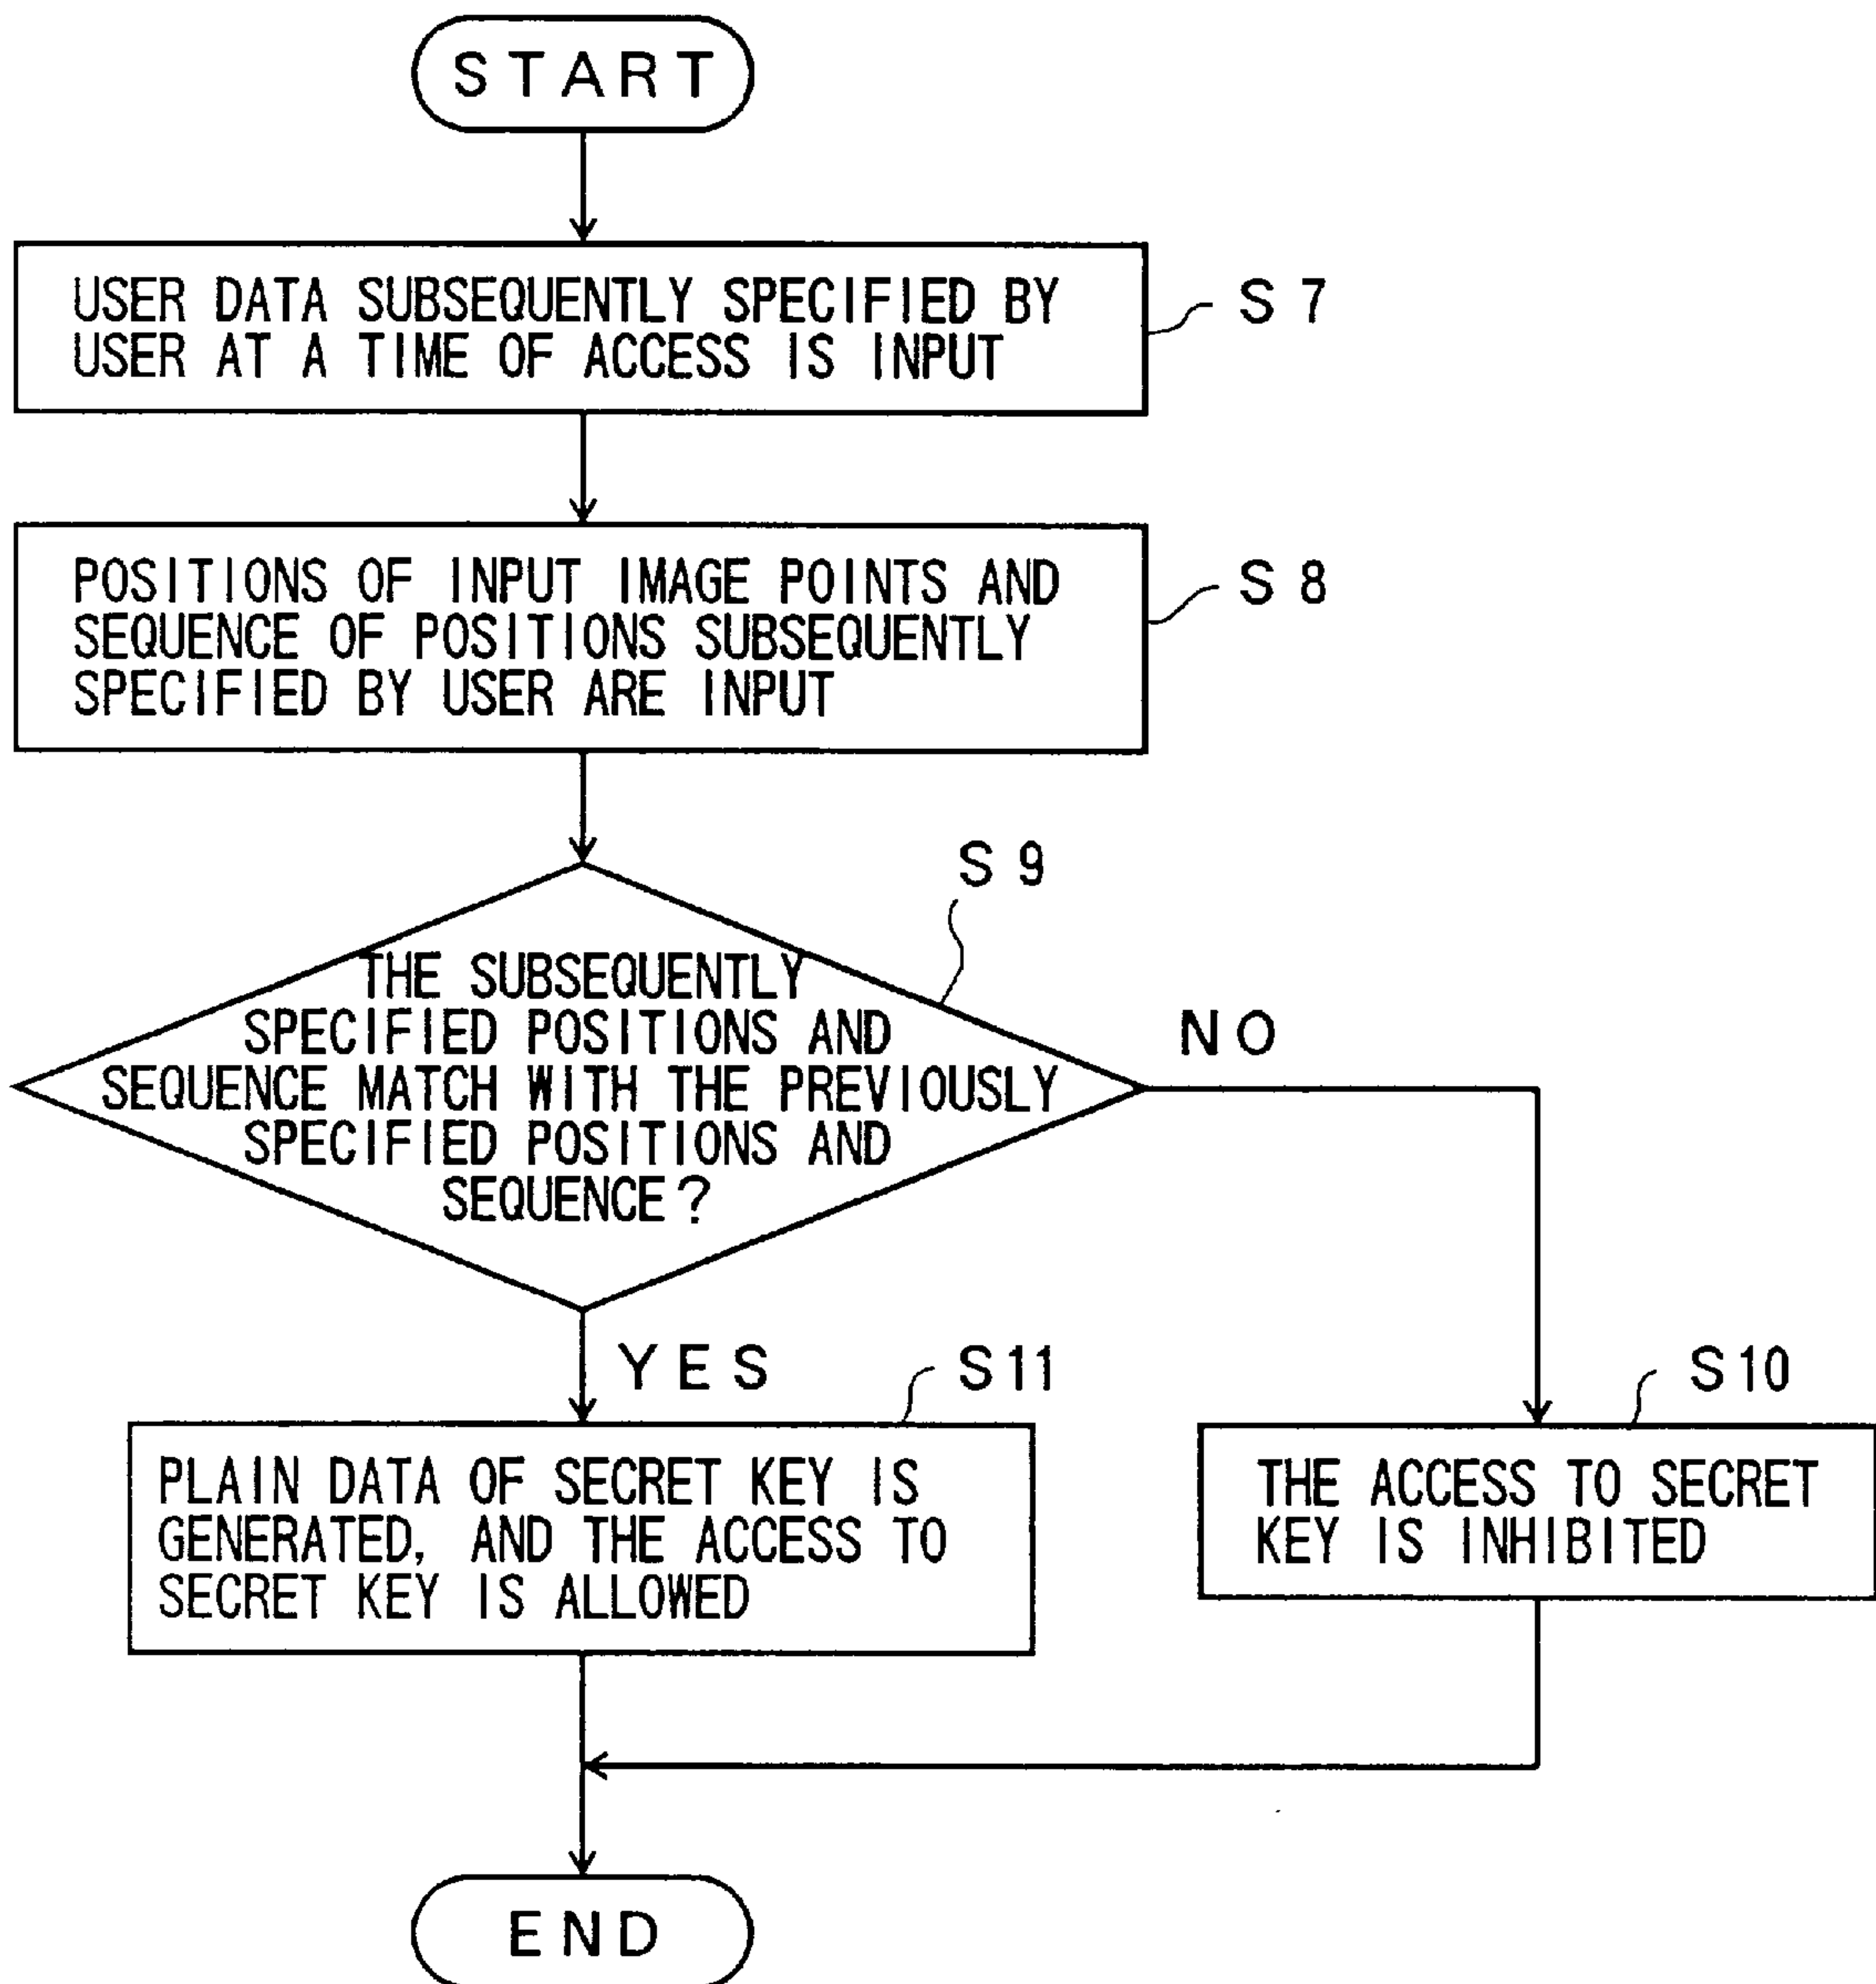 START
USER DATA SUBSEQUENTLY SPECIFIED BY
USER AT A TIME OF ACCESS IS INPUT
S7
POSITIONS OF INPUT IMAGE POINTS AND
SEQUENCE OF POSITIONS SUBSEQUENTLY
SPECIFIED BY USER ARE INPUT
S8
S9
THE SUBSEQUENTLY
SPECIFIED POSITIONS AND
SEQUENCE MATCH WITH THE PREVIOUSLY
SPECIFIED POSITIONS AND
SEQUENCE?
NO
YES
S11
PLAIN DATA OF SECRET KEY IS
GENERATED, AND THE ACCESS TO
SECRET KEY IS ALLOWED
S10
THE ACCESS TO SECRET
KEY IS INHIBITED
END